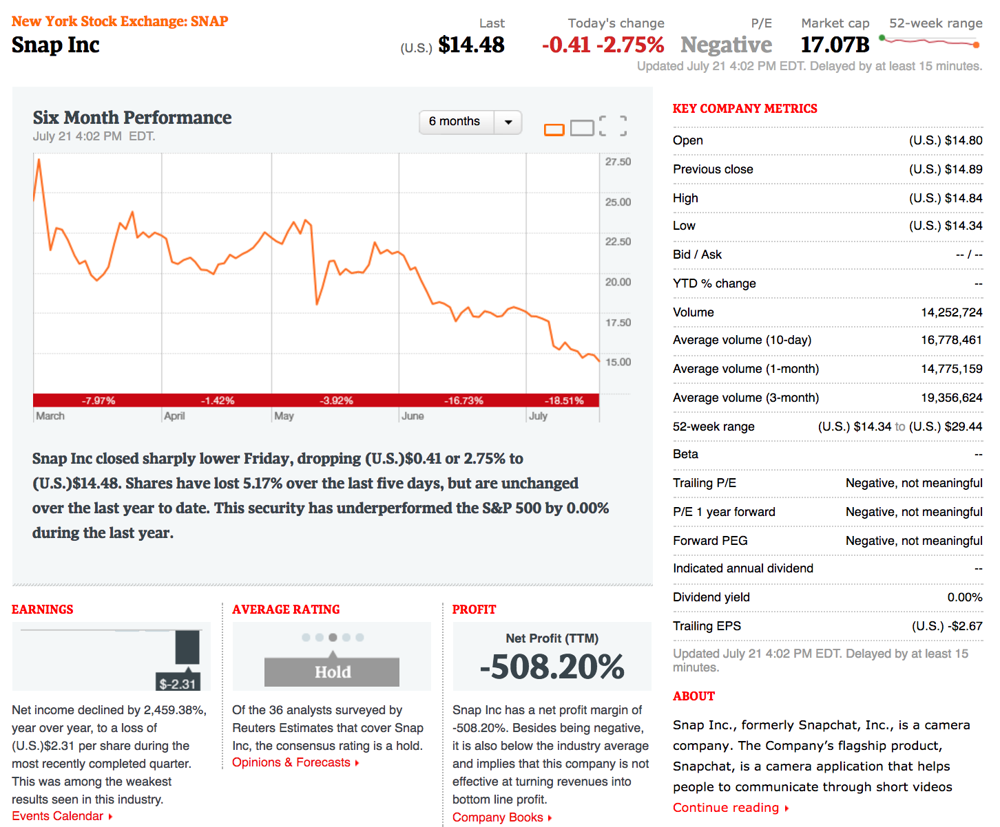 New York Stock Exchange: SNAP
Snap Inc
Last
(U.S.) $14.48
Today's change
-0.41 -2.75%
P/E
Negative
Market cap
17.07B
52-week range
Updated July 21 4:02 PM EDT. Delayed by at least 15 minutes.
Six Month Performance
July 21 4:02 PM EDT.
6 months
27.50
25.00
22.50
20.00
17.50
15.00
-7.97% -1.42% -3.92% -16.73% -18.51%
March April May June July
Snap Inc closed sharply lower Friday, dropping (U.S.)$0.41 or 2.75% to
(U.S.)$14.48. Shares have lost 5.17% over the last five days, but are unchanged
over the last year to date. This security has underperformed the S&P 500 by 0.00%
during the last year.
EARNINGS
$-2.31
Net income declined by 2,459.38%,
year over year, to a loss of
(U.S.)$2.31 per share during the
most recently completed quarter.
This was among the weakest
results seen in this industry.
Events Calendar
AVERAGE RATING
Hold
Of the 36 analysts surveyed by
Reuters Estimates that cover Snap
Inc, the consensus rating is a hold.
Opinions & Forecasts
PROFIT
Net Profit (TTM)
-508.20%
Snap Inc has a net profit margin of
-508.20%. Besides being negative,
it is also below the industry average
and implies that this company is not
effective at turning revenues into
bottom line profit.
Company Books
KEY COMPANY METRICS
Open (U.S.) $14.80
Previous close (U.S.) $14.89
High (U.S.) $14.84
Low (U.S.) $14.34
Bid / Ask -- / --
YTD % change --
Volume 14,252,724
Average volume (10-day) 16,778,461
Average volume (1-month) 14,775,159
Average volume (3-month) 19,356,624
52-week range (U.S.) $14.34 to (U.S.) $29.44
Beta --
Trailing P/E Negative, not meaningful
P/E 1 year forward Negative, not meaningful
Forward PEG Negative, not meaningful
Indicated annual dividend --
Dividend yield 0.00%
Trailing EPS (U.S.) -$2.67
Updated July 21 4:02 PM EDT. Delayed by at least 15
minutes.
ABOUT
Snap Inc., formerly Snapchat, Inc., is a camera
company. The Company's flagship product,
Snapchat, is a camera application that helps
people to communicate through short videos
Continue reading